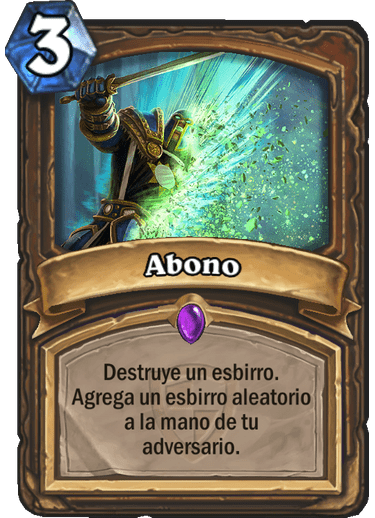 3
Abono
Destruye un esbirro.
Agrega un esbirro aleatorio
a la mano de tu
adversario.